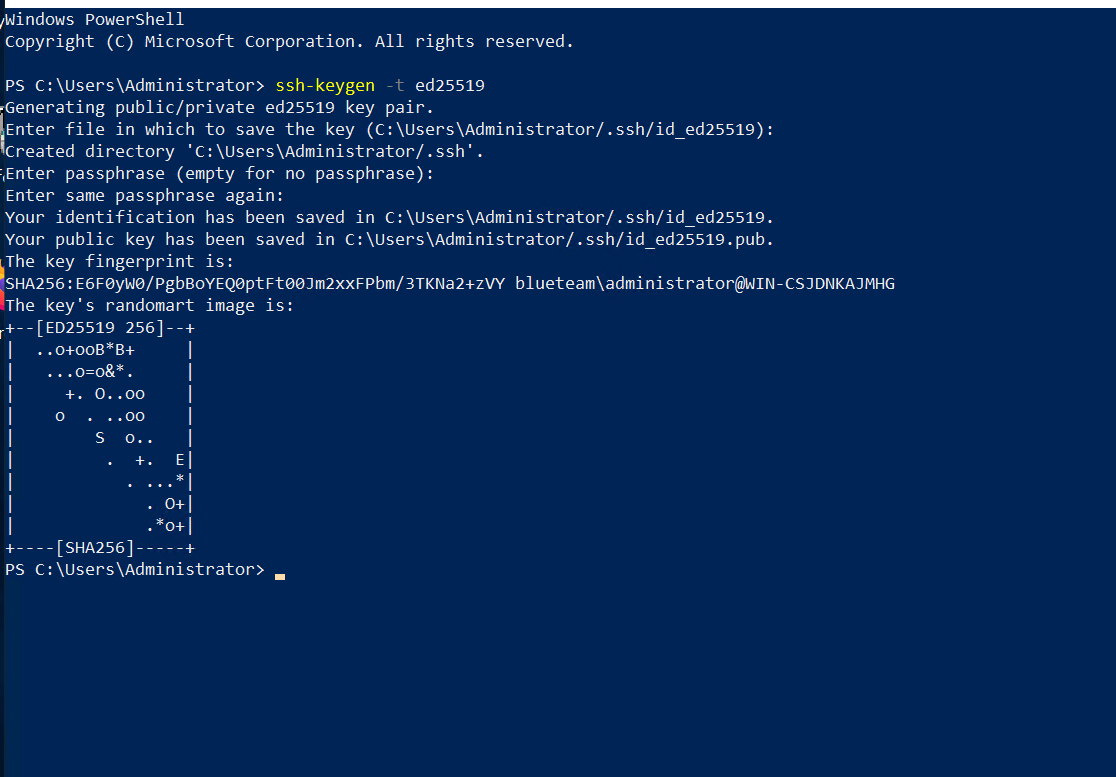 Windows PowerShell
Copyright (C) Microsoft Corporation. All rights reserved.

PS C:\Users\Administrator> ssh-keygen -t ed25519
Generating public/private ed25519 key pair.
Enter file in which to save the key (C:\Users\Administrator/.ssh/id_ed25519):
Created directory 'C:\Users\Administrator/.ssh'.
Enter passphrase (empty for no passphrase):
Enter same passphrase again:
Your identification has been saved in C:\Users\Administrator/.ssh/id_ed25519.
Your public key has been saved in C:\Users\Administrator/.ssh/id_ed25519.pub.
The key fingerprint is:
SHA256:E6F0yW0/PgbBoYEQ0ptFt00Jm2xxFPbm/3TKNa2+zVY blueteam\administrator@WIN-CSJDNKAJMHG
The key's randomart image is:
+--[ED25519 256]--+
|  ..o+ooB*B+     |
|   ...o=o&*.     |
|     +. O..oo    |
|    o  . ..oo    |
|        S  o..   |
|         .  +.  E|
|           . ...*|
|             . O+|
|             .*o+|
+----[SHA256]-----+
PS C:\Users\Administrator>